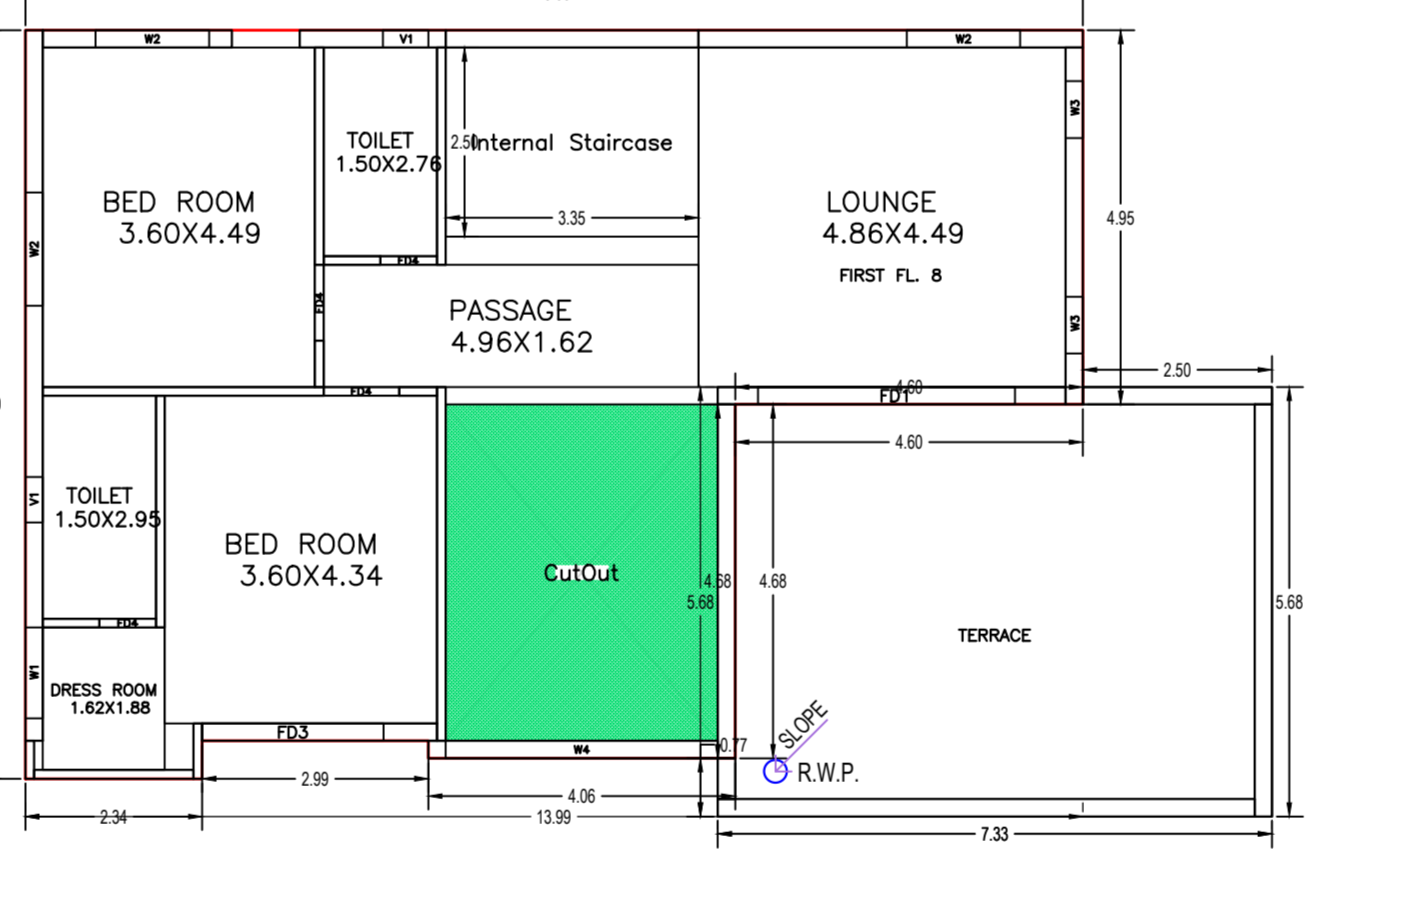 W2
V1
W2
TOILET
1.50X2.76
2.50
Internal Staircase
W3
BED ROOM
3.60X4.49
LOUNGE
4.86X4.49
3.35
4.95
W2
FD4
FIRST FL. 8
FD4
PASSAGE
4.96X1.62
W3
2.50
FD4
4.60
FD1
4.60
TOILET
1.50X2.95
V1
BED ROOM
3.60X4.34
CutOut
4.68
4.68
5.68
5.68
FD4
TERRACE
W1
DRESS ROOM
1.62X1.88
SLOPE
FD3
W4
0.77
R.W.P.
2.99
4.06
2.34
13.99
7.33